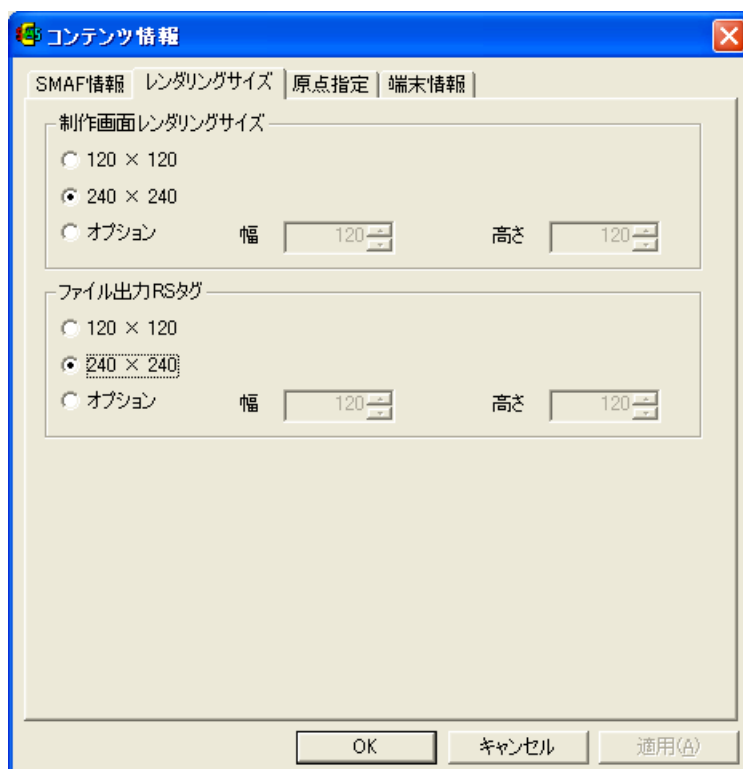 コンテンツ情報
SMAF情報 レンダリングサイズ 原点指定 端末情報
制作画面レンダリングサイズ
120 × 120
240 × 240
オプション 幅 120 高さ 120
ファイル出力RSタグ
120 × 120
240 × 240
オプション 幅 120 高さ 120
OK キャンセル 適用(A)